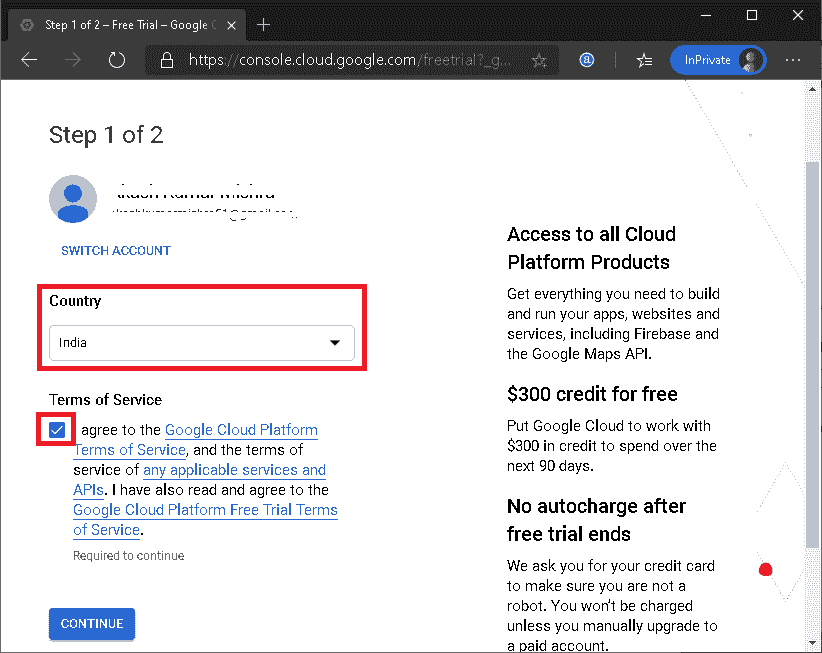 Step 1 of 2 – Free Trial – Google C
https://console.cloud.google.com/freetrial?_g...
InPrivate
Step 1 of 2
SWITCH ACCOUNT
Country
India
Terms of Service
agree to the Google Cloud Platform
Terms of Service, and the terms of
service of any applicable services and
APIs. I have also read and agree to the
Google Cloud Platform Free Trial Terms
of Service.
Required to continue
CONTINUE
Access to all Cloud
Platform Products
Get everything you need to build
and run your apps, websites and
services, including Firebase and
the Google Maps API.
$300 credit for free
Put Google Cloud to work with
$300 in credit to spend over the
next 90 days.
No autocharge after
free trial ends
We ask you for your credit card
to make sure you are not a
robot. You won't be charged
unless you manually upgrade to
a paid account.